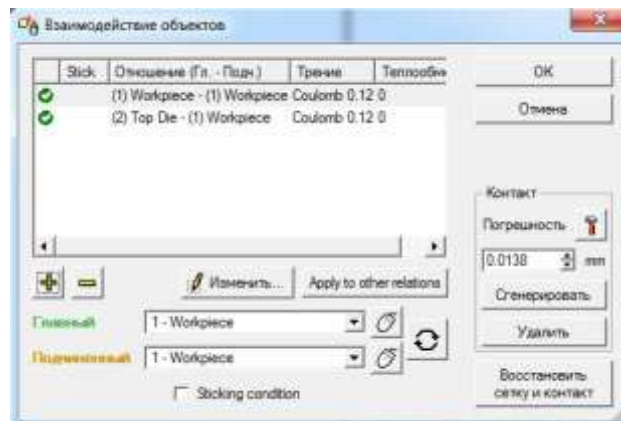 Взаимодействие объектов
Stick Отношение (Гл. - Подч.) Трение Теплообм
(1) Workpiece - (1) Workpiece Coulomb 0.12 0
(2) Top Die - (1) Workpiece Coulomb 0.12 0
OK
Отмена
Контакт
Погрешность
0.0138 mm
Сгенерировать
Удалить
Изменить... Apply to other relations
Главный 1 - Workpiece
Подчиненный 1 - Workpiece
Sticking condition
Восстановить
сетку и контакт